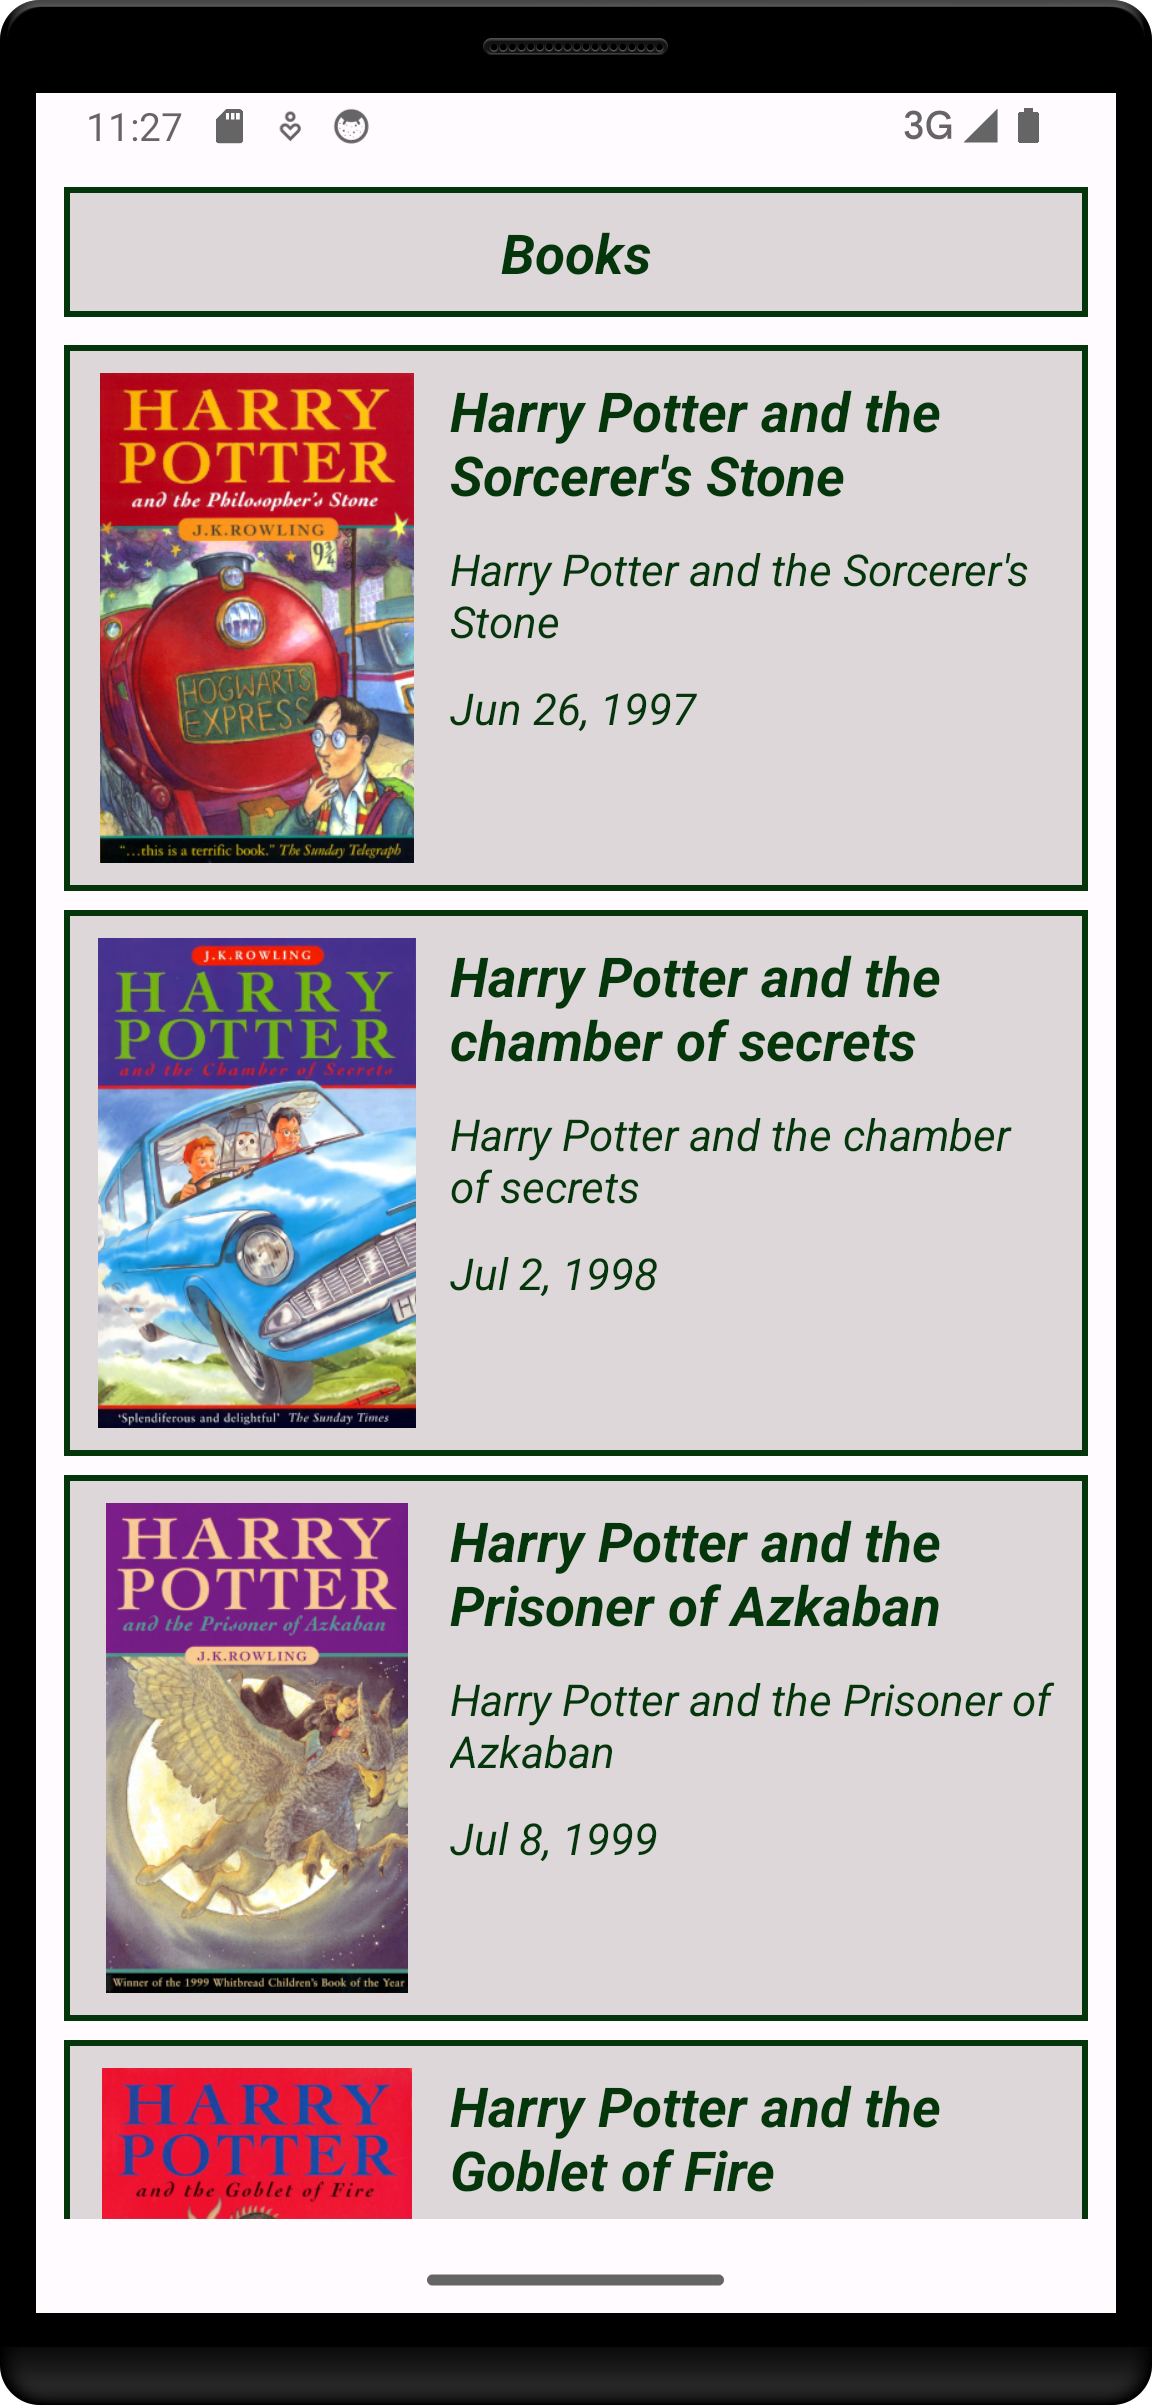 11:27
3G
Books
HARRY
POTTER
and the Philosopher's Stone
J.K.ROWLING
9¾
HOGWARTS
EXPRESS
"...this is a terrific book." The Sunday Telegraph
Harry Potter and the
Sorcerer's Stone
Harry Potter and the Sorcerer's
Stone
Jun 26, 1997
J.K.ROWLING
HARRY
POTTER
and the Chamber of Secrets
'Splendiferous and delightful' The Sunday Times
Harry Potter and the
chamber of secrets
Harry Potter and the chamber
of secrets
Jul 2, 1998
HARRY
POTTER
and the Prisoner of Azkaban
J.K.ROWLING
Winner of the 1999 Whitbread Children's Book of the Year
Harry Potter and the
Prisoner of Azkaban
Harry Potter and the Prisoner of
Azkaban
Jul 8, 1999
HARRY
POTTER
and the Goblet of Fire
Harry Potter and the
Goblet of Fire